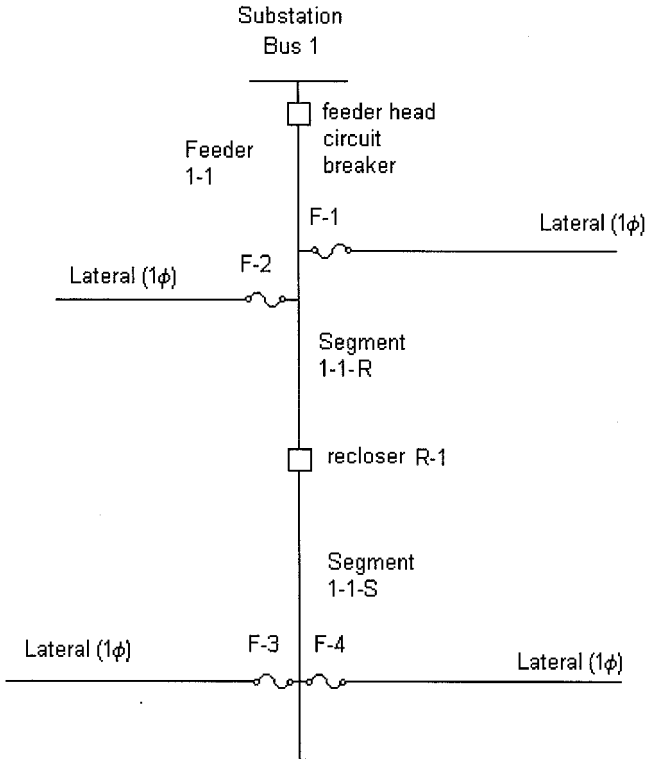 Substation
Bus 1
feeder head
circuit
breaker
Feeder
1-1
F-1
Lateral (1ϕ)
F-2
Lateral (1ϕ)
Segment
1-1-R
recloser R-1
Segment
1-1-S
F-3
F-4
Lateral (1ϕ)
Lateral (1ϕ)